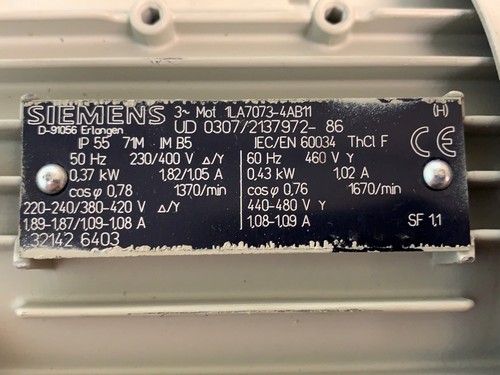 SIEMENS 3~ Mot 1LA7073-4AB11 (H)
D-91056 Erlangen UD 0307/2137972-86
IP 55 71M IM B5 IEC/EN 60034 ThCl F
50 Hz 230/400 V Δ/Y 60 Hz 460 V Y
0,37 kW 1,82/1,05 A 0,43 kW 1,02 A
cos φ 0,78 1370/min cos φ 0,76 1670/min
220-240/380-420 V Δ/Y 440-480 V Y
1,89-1,87/1,09-1,08 A 1,08-1,09 A SF 1,1
32142 6403
CE